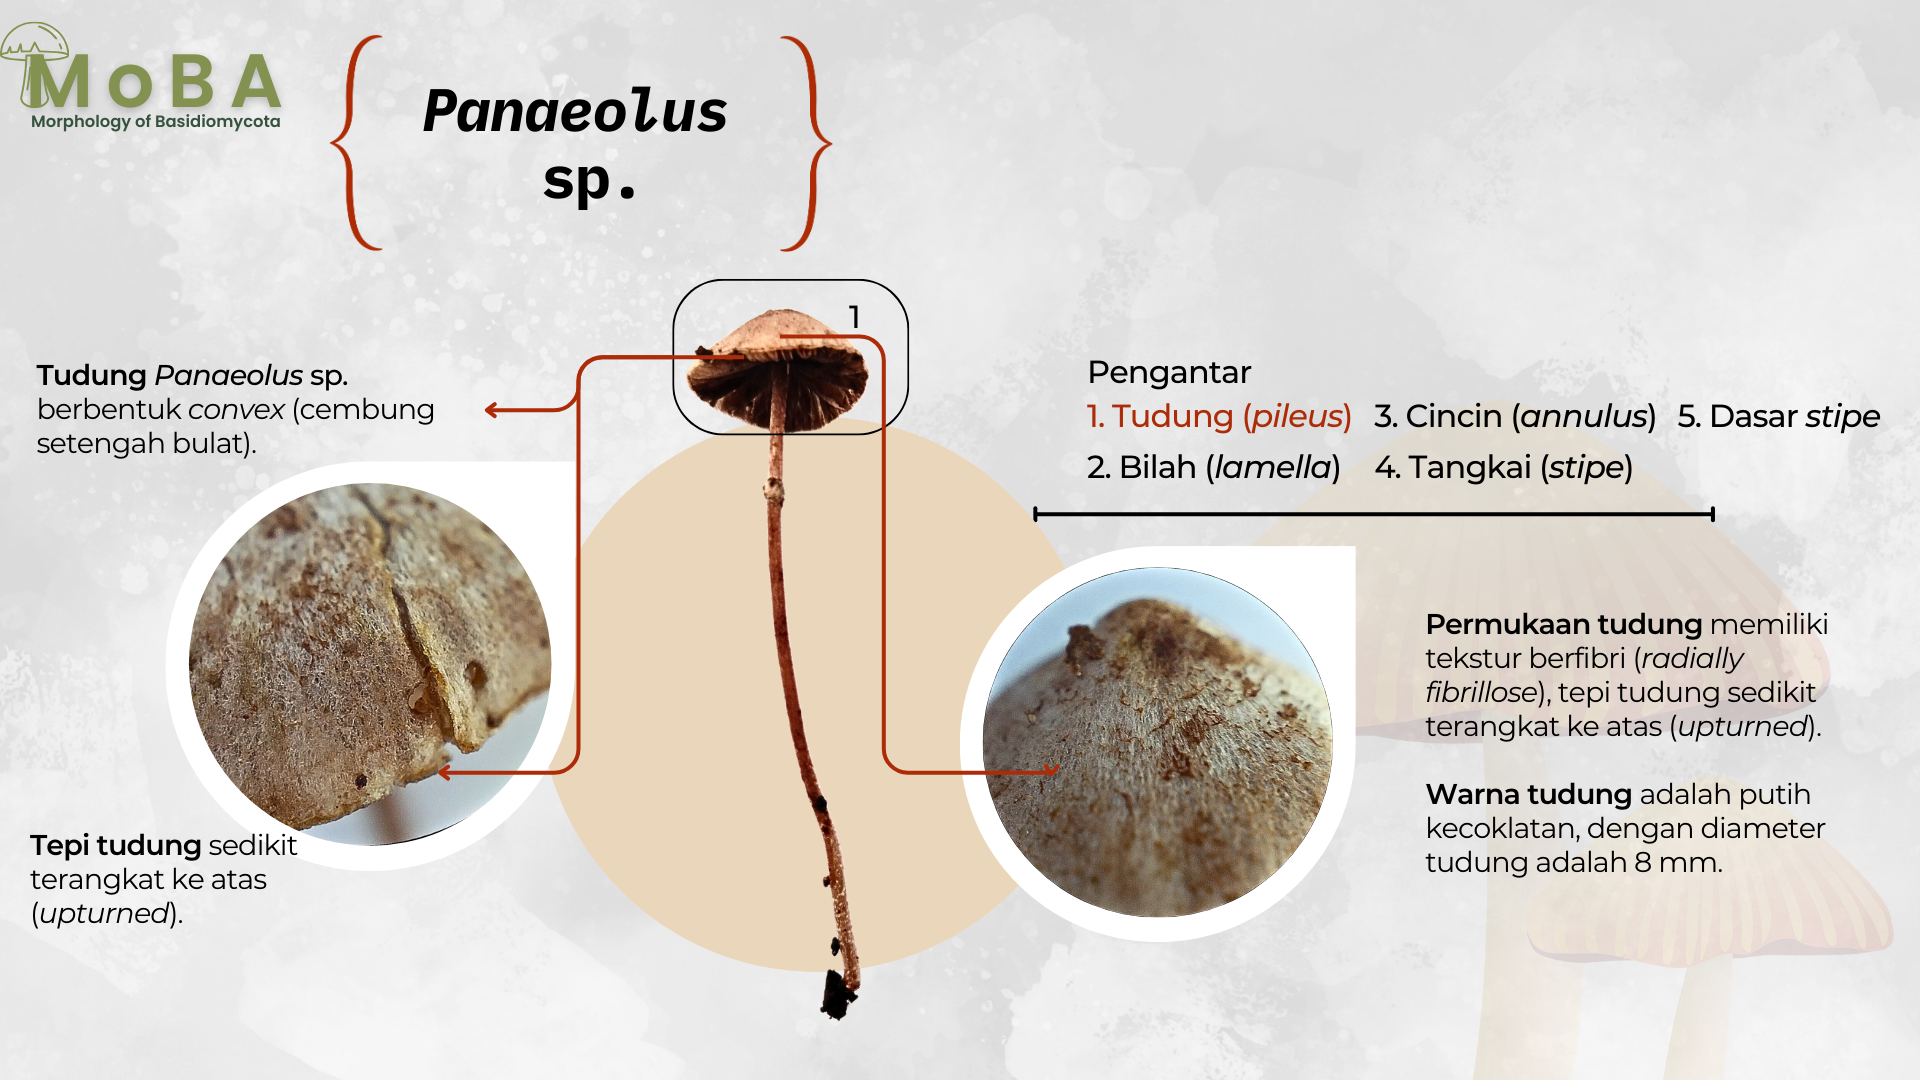 MoBA
Morphology of Basidiomycota
Panaeolus
sp.
1
Tudung Panaeolus sp.
berbentuk convex (cembung
setengah bulat).
Pengantar
1. Tudung (pileus) 3. Cincin (annulus) 5. Dasar stipe
2. Bilah (lamella) 4. Tangkai (stipe)
Permukaan tudung memiliki
tekstur berfibri (radially
fibrillose), tepi tudung sedikit
terangkat ke atas (upturned).
Warna tudung adalah putih
kecoklatan, dengan diameter
tudung adalah 8 mm.
Tepi tudung sedikit
terangkat ke atas
(upturned).